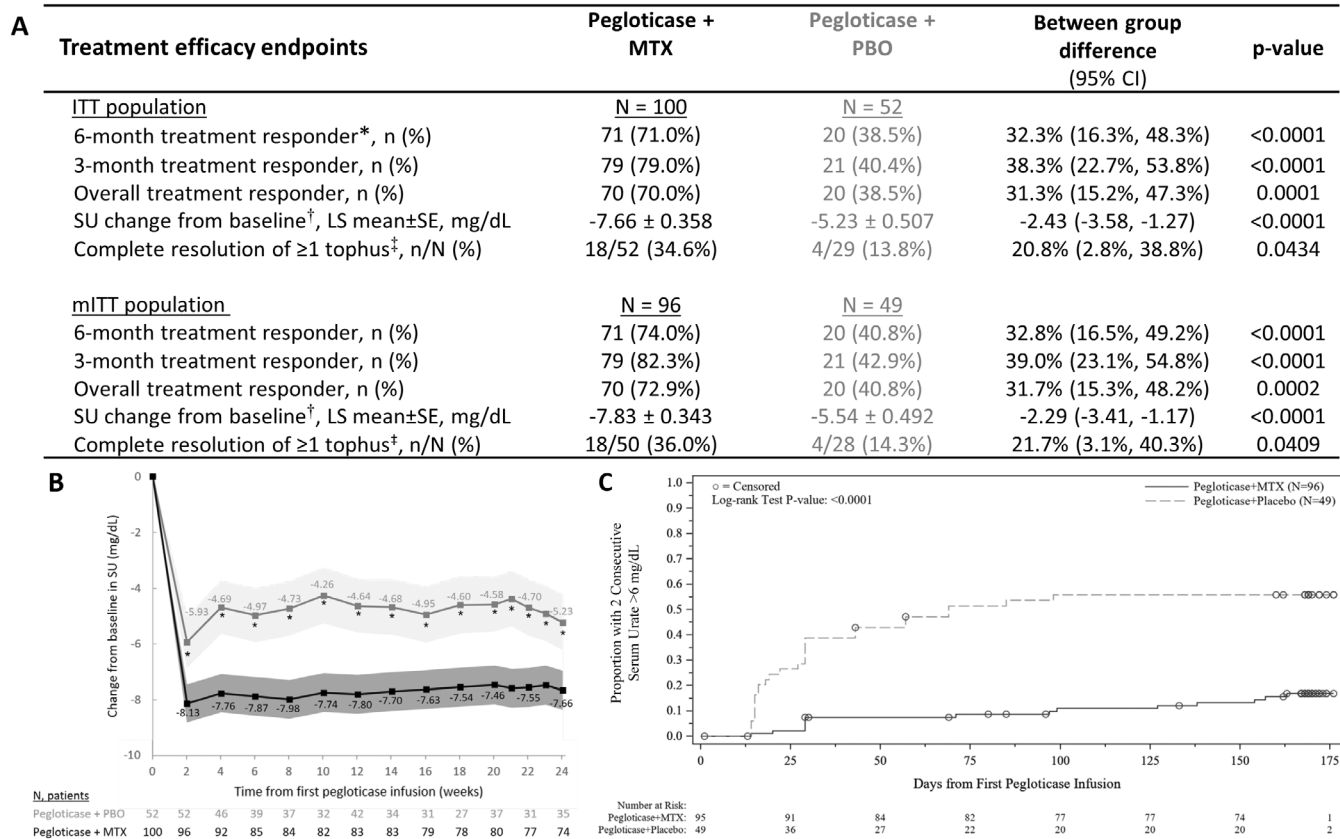 A
Treatment efficacy endpoints
Pegloticase +
MTX
Pegloticase +
PBO
Between group
difference
(95% CI)
p-value
ITT population N = 100 N = 52
6-month treatment responder*, n (%) 71 (71.0%) 20 (38.5%) 32.3% (16.3%, 48.3%) <0.0001
3-month treatment responder, n (%) 79 (79.0%) 21 (40.4%) 38.3% (22.7%, 53.8%) <0.0001
Overall treatment responder, n (%) 70 (70.0%) 20 (38.5%) 31.3% (15.2%, 47.3%) 0.0001
SU change from baseline†, LS mean±SE, mg/dL -7.66 ± 0.358 -5.23 ± 0.507 -2.43 (-3.58, -1.27) <0.0001
Complete resolution of ≥1 tophus‡, n/N (%) 18/52 (34.6%) 4/29 (13.8%) 20.8% (2.8%, 38.8%) 0.0434
mITT population N = 96 N = 49
6-month treatment responder, n (%) 71 (74.0%) 20 (40.8%) 32.8% (16.5%, 49.2%) <0.0001
3-month treatment responder, n (%) 79 (82.3%) 21 (42.9%) 39.0% (23.1%, 54.8%) <0.0001
Overall treatment responder, n (%) 70 (72.9%) 20 (40.8%) 31.7% (15.3%, 48.2%) 0.0002
SU change from baseline†, LS mean±SE, mg/dL -7.83 ± 0.343 -5.54 ± 0.492 -2.29 (-3.41, -1.17) <0.0001
Complete resolution of ≥1 tophus‡, n/N (%) 18/50 (36.0%) 4/28 (14.3%) 21.7% (3.1%, 40.3%) 0.0409
B
Change from baseline in SU (mg/dL)
0
-2
-4
-6
-8
-10
-5.93 -4.69 -4.97 -4.73 -4.26 -4.64 -4.68 -4.95 -4.60 -4.58 -4.70 -5.23
* * * * * * * * * * * * * *
-8.13 -7.76 -7.87 -7.98 -7.74 -7.80 -7.70 -7.63 -7.54 -7.46 -7.55 -7.66
0 2 4 6 8 10 12 14 16 18 20 22 24
Time from first pegloticase infusion (weeks)
N, patients
Pegloticase + PBO 52 52 46 39 37 32 42 34 31 27 37 31 35
Pegloticase + MTX 100 96 92 85 84 82 83 83 79 78 80 77 74
C
Proportion with 2 Consecutive
Serum Urate >6 mg/dL
1.0
0.9
0.8
0.7
0.6
0.5
0.4
0.3
0.2
0.1
0.0
○ = Censored
Log-rank Test P-value: <0.0001
Pegloticase+MTX (N=96)
Pegloticase+Placebo (N=49)
0 25 50 75 100 125 150 175
Days from First Pegloticase Infusion
Number at Risk:
Pegloticase+MTX: 95 91 84 82 77 77 74 1
Pegloticase+Placebo: 49 36 27 22 20 20 20 2